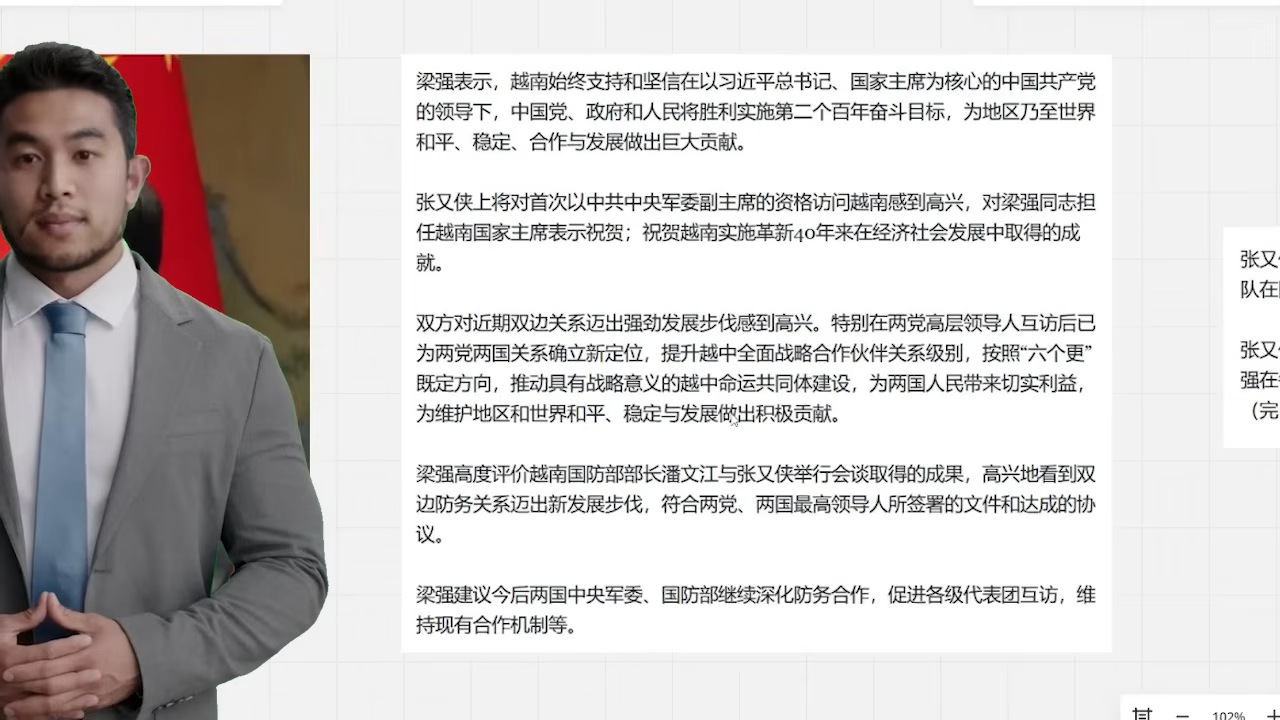 梁强表示，越南始终支持和坚信在以习近平总书记、国家主席为核心的中国共产党
的领导下，中国党、政府和人民将胜利实施第二个百年奋斗目标，为地区乃至世界
和平、稳定、合作与发展做出巨大贡献。
张又侠上将对首次以中共中央军委副主席的资格访问越南感到高兴，对梁强同志担
任越南国家主席表示祝贺；祝贺越南实施革新40年来在经济社会发展中取得的成
就。
双方对近期双边关系迈出强劲发展步伐感到高兴。特别在两党高层领导人互访后已
为两党两国关系确立新定位，提升越中全面战略合作伙伴关系级别，按照“六个更”
既定方向，推动具有战略意义的越中命运共同体建设，为两国人民带来切实利益，
为维护地区和世界和平、稳定与发展做出积极贡献。
梁强高度评价越南国防部部长潘文江与张又侠举行会谈取得的成果，高兴地看到双
边防务关系迈出新发展步伐，符合两党、两国最高领导人所签署的文件和达成的协
议。
梁强建议今后两国中央军委、国防部继续深化防务合作，促进各级代表团互访，维
持现有合作机制等。
张又
队在
张又
强在
（完
102%